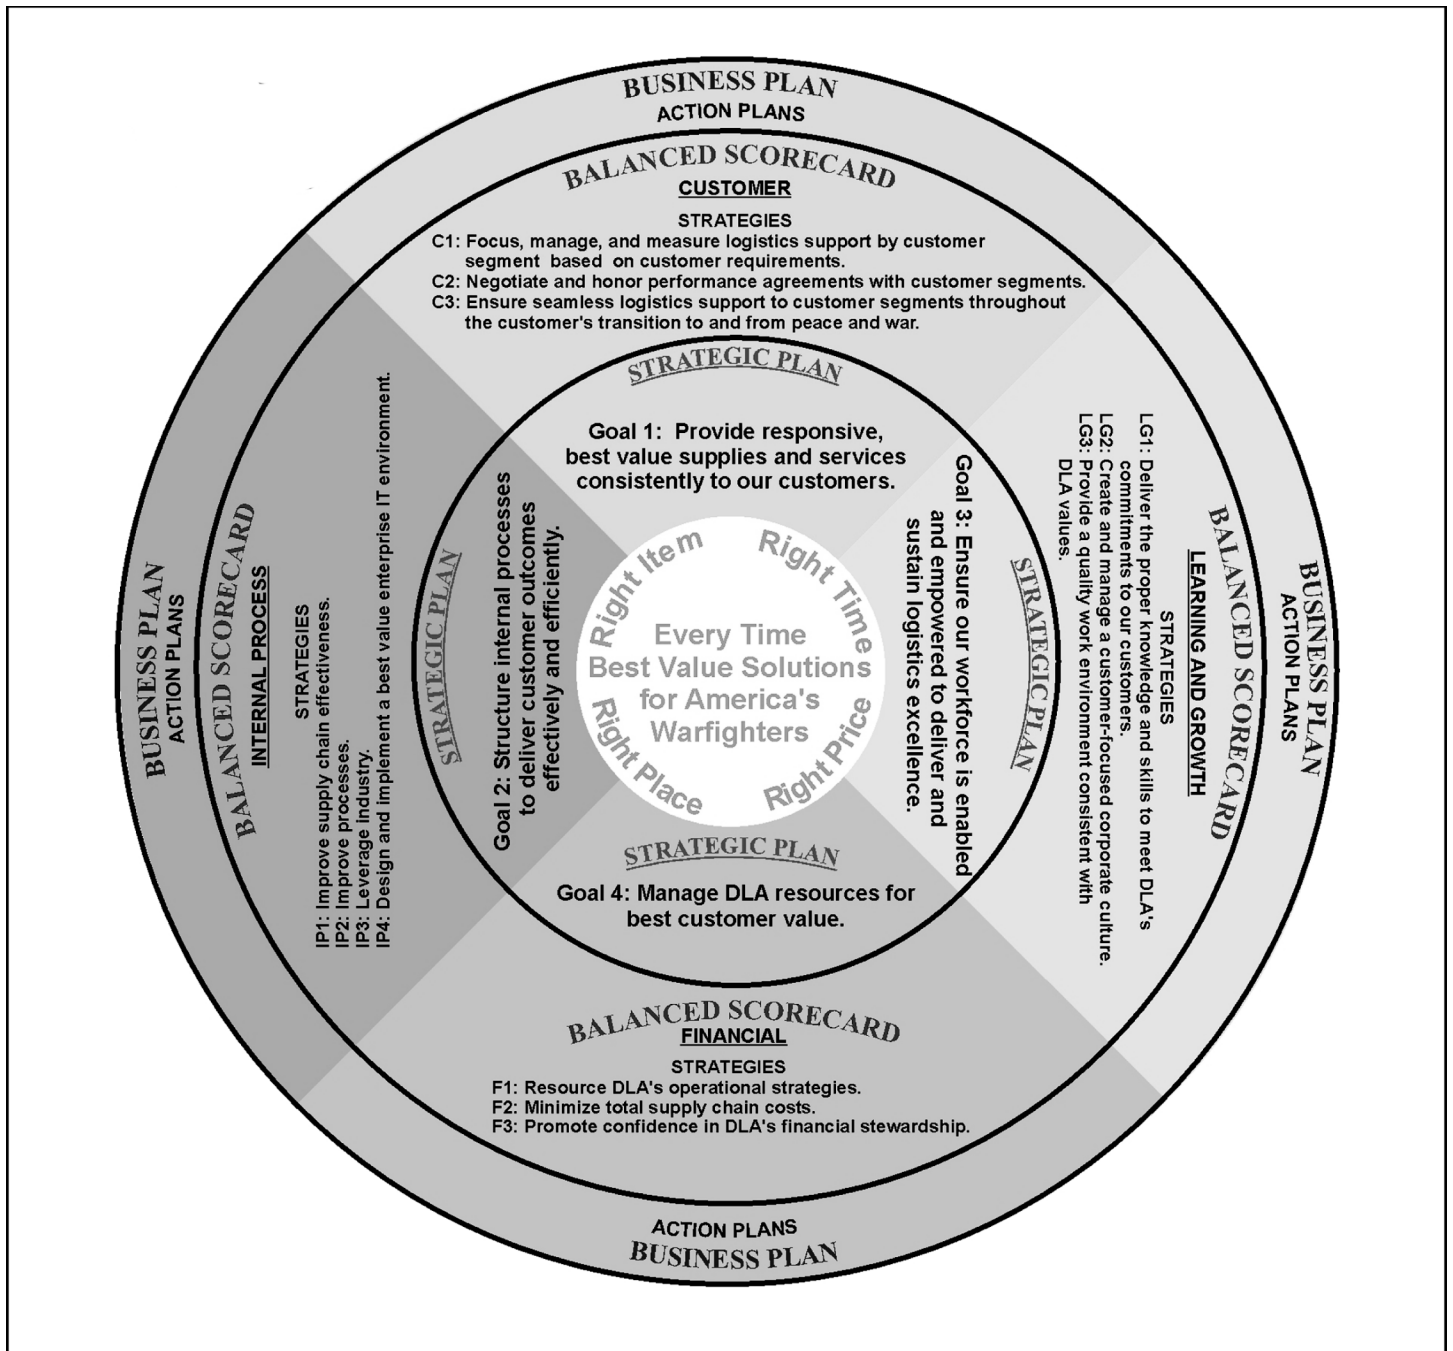 BUSINESS PLAN
ACTION PLANS
BALANCED SCORECARD
CUSTOMER
STRATEGIES
C1: Focus, manage, and measure logistics support by customer
segment based on customer requirements.
C2: Negotiate and honor performance agreements with customer segments.
C3: Ensure seamless logistics support to customer segments throughout
the customer's transition to and from peace and war.
STRATEGIC PLAN
Goal 1: Provide responsive,
best value supplies and services
consistently to our customers.
BUSINESS PLAN
ACTION PLANS
BALANCED SCORECARD
INTERNAL PROCESS
STRATEGIES
IP1: Improve supply chain effectiveness.
IP2: Improve processes.
IP3: Leverage industry.
IP4: Design and implement a best value enterprise IT environment.
STRATEGIC PLAN
Goal 2: Structure internal processes
to deliver customer outcomes
effectively and efficiently.
Right Item
Right Time
Every Time
Best Value Solutions
for America's
Warfighters
Right Place
Right Price
Goal 3: Ensure our workforce is enabled
and empowered to deliver and
sustain logistics excellence.
STRATEGIC PLAN
BUSINESS PLAN
ACTION PLANS
BALANCED SCORECARD
LEARNING AND GROWTH
STRATEGIES
LG1: Deliver the proper knowledge and skills to meet DLA's
commitments to our customers.
LG2: Create and manage a customer-focused corporate culture.
LG3: Provide a quality work environment consistent with
DLA values.
STRATEGIC PLAN
Goal 4: Manage DLA resources for
best customer value.
BALANCED SCORECARD
FINANCIAL
STRATEGIES
F1: Resource DLA's operational strategies.
F2: Minimize total supply chain costs.
F3: Promote confidence in DLA's financial stewardship.
ACTION PLANS
BUSINESS PLAN